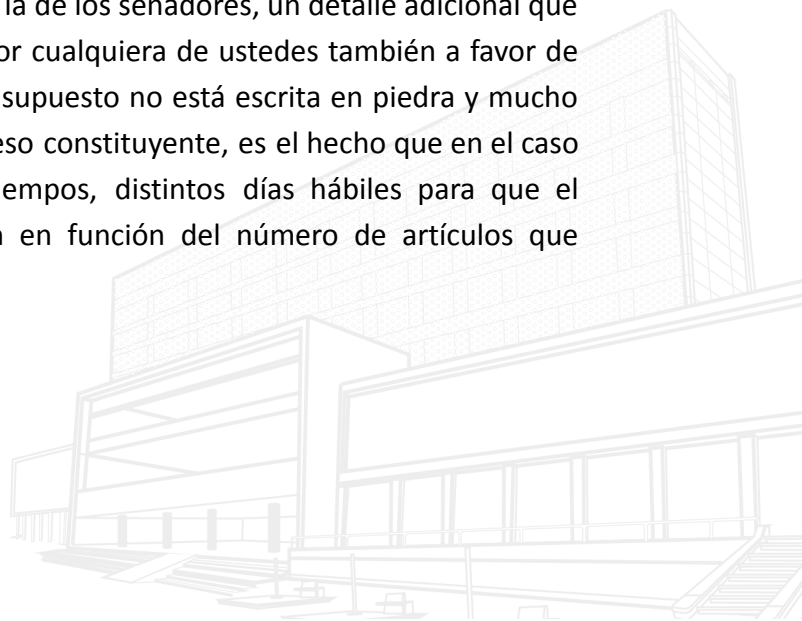 la de los senadores, un detalle adicional que
or cualquiera de ustedes también a favor de
supuesto no está escrita en piedra y mucho
eso constituyente, es el hecho que en el caso
empos, distintos días hábiles para que el
en función del número de artículos que